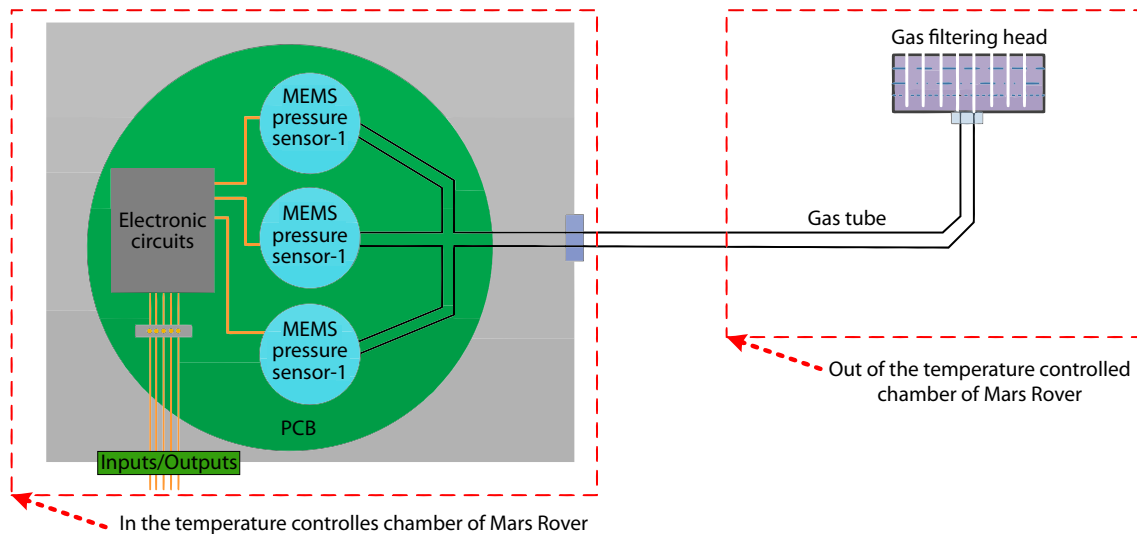 MEMS
pressure
sensor-1
MEMS
pressure
sensor-1
MEMS
pressure
sensor-1
Electronic
circuits
PCB
Inputs/Outputs
In the temperature controlles chamber of Mars Rover
Gas filtering head
Gas tube
Out of the temperature controlled
chamber of Mars Rover